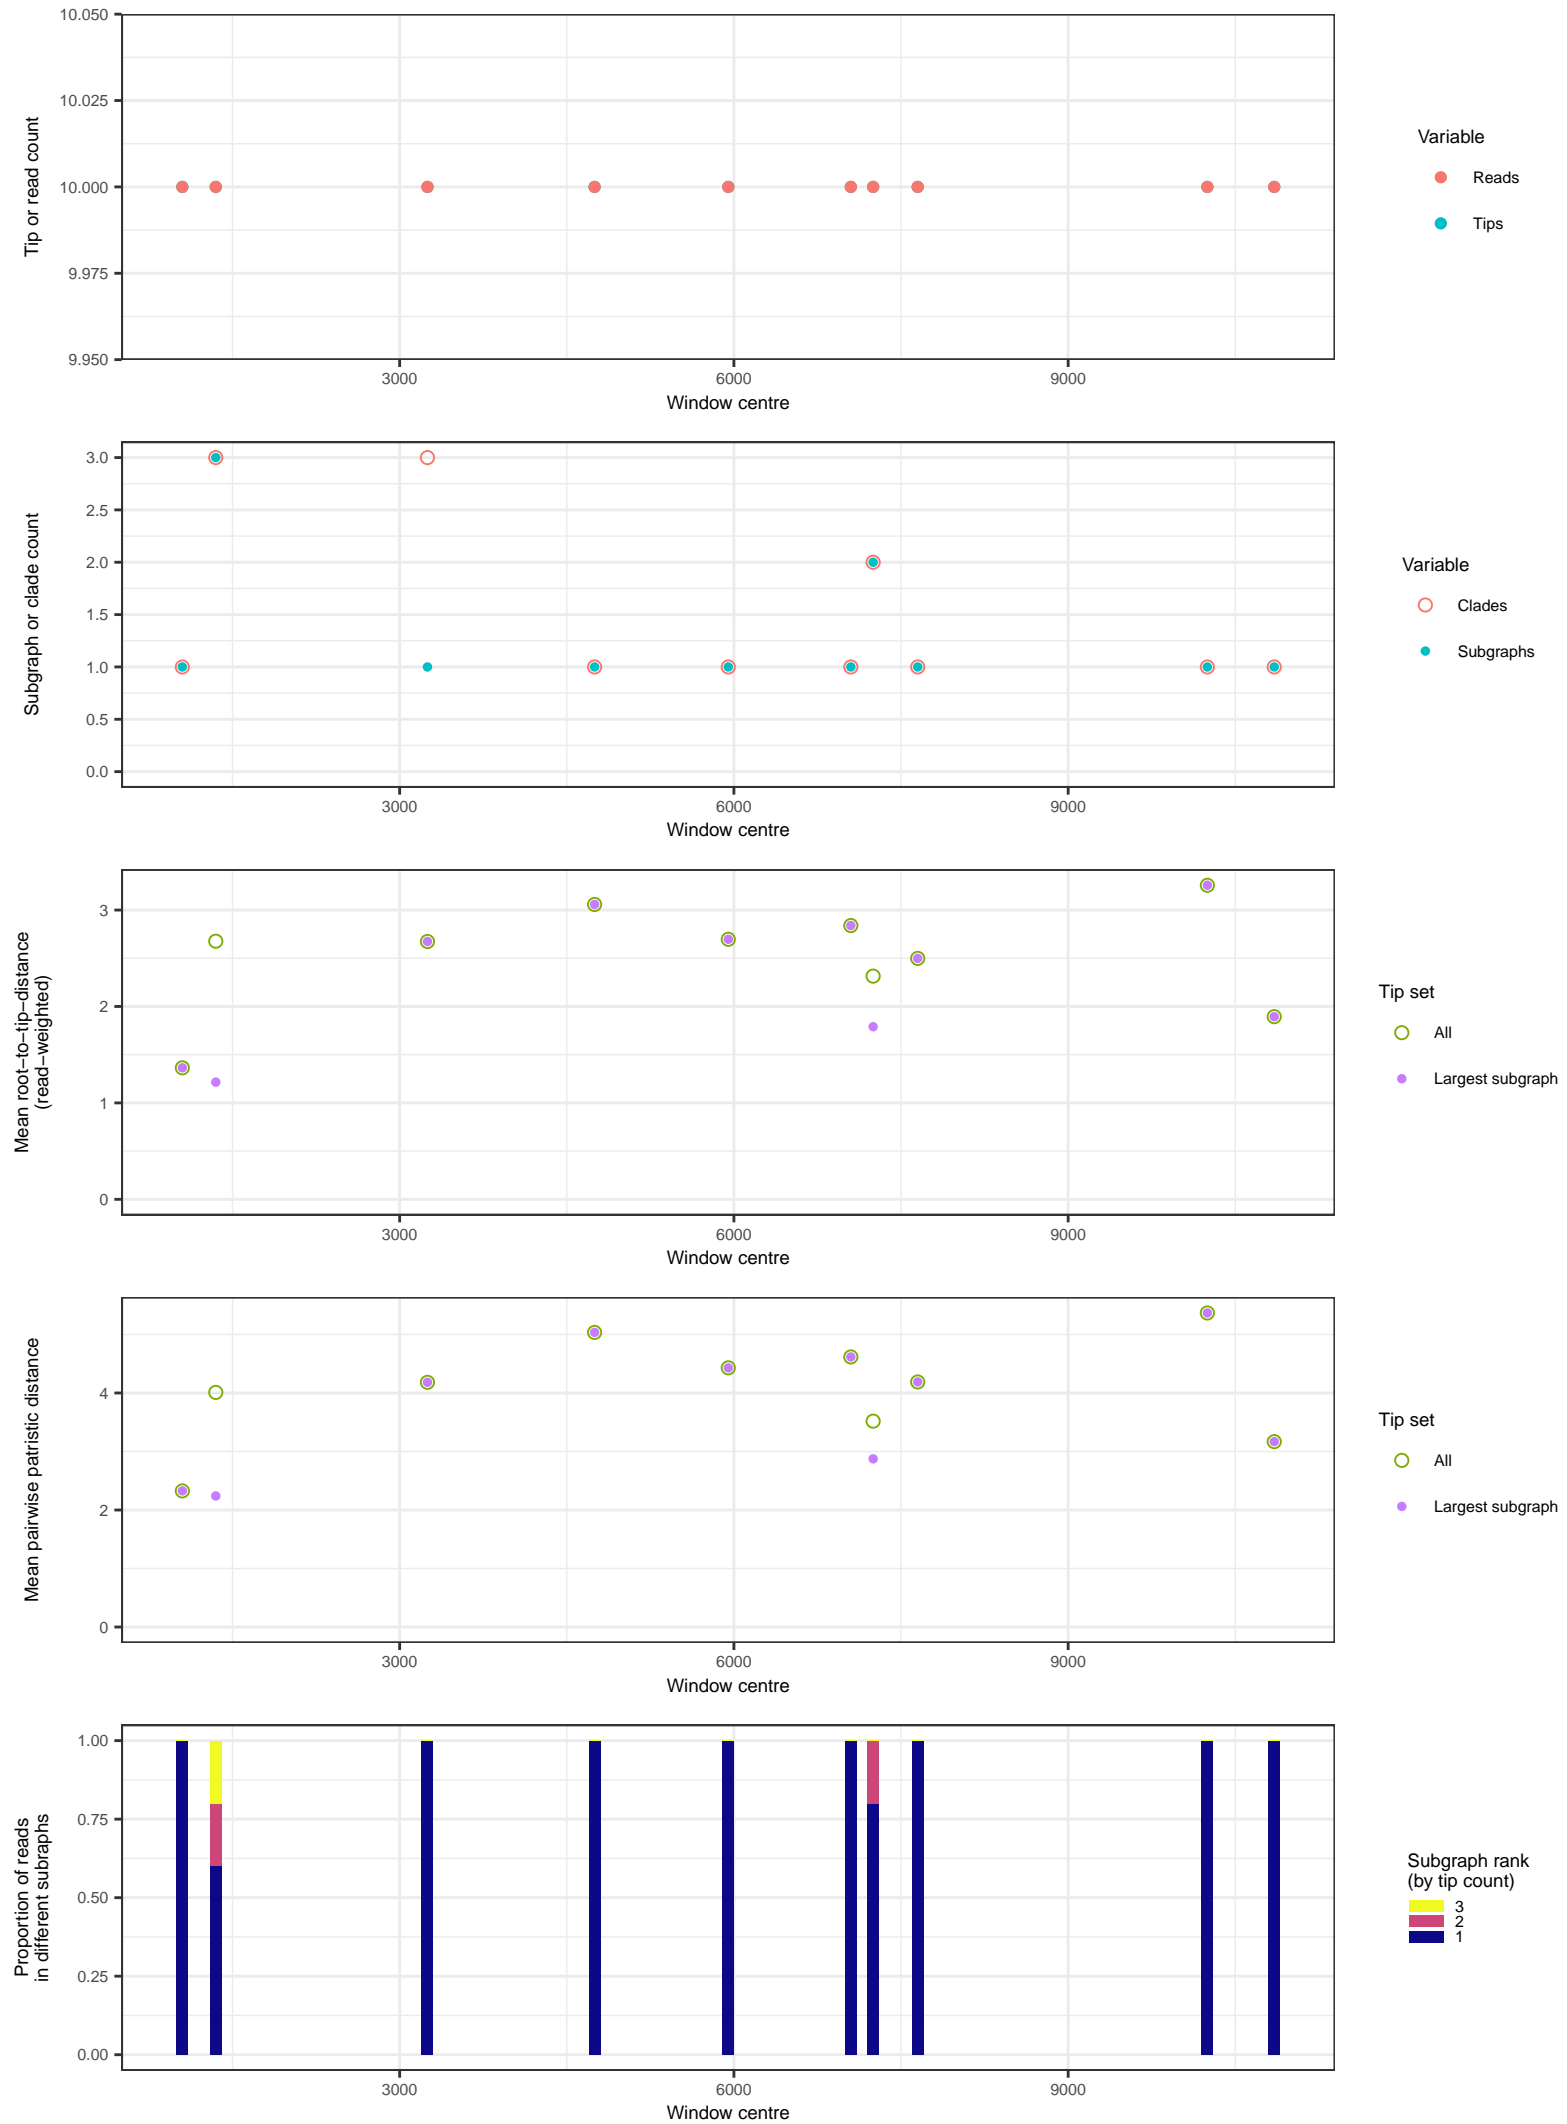 10.050
10.025
10.000
9.975
9.950
Tip or read count
3000 6000 9000
Window centre
Variable
Reads
Tips
3.0
2.5
2.0
1.5
1.0
0.5
0.0
Subgraph or clade count
3000 6000 9000
Window centre
Variable
Clades
Subgraphs
3
2
1
0
Mean root−to−tip−distance
(read−weighted)
3000 6000 9000
Window centre
Tip set
All
Largest subgraph
4
2
0
Mean pairwise patristic distance
3000 6000 9000
Window centre
Tip set
All
Largest subgraph
1.00
0.75
0.50
0.25
0.00
Proportion of reads
in different subraphs
3000 6000 9000
Window centre
Subgraph rank
(by tip count)
3
2
1